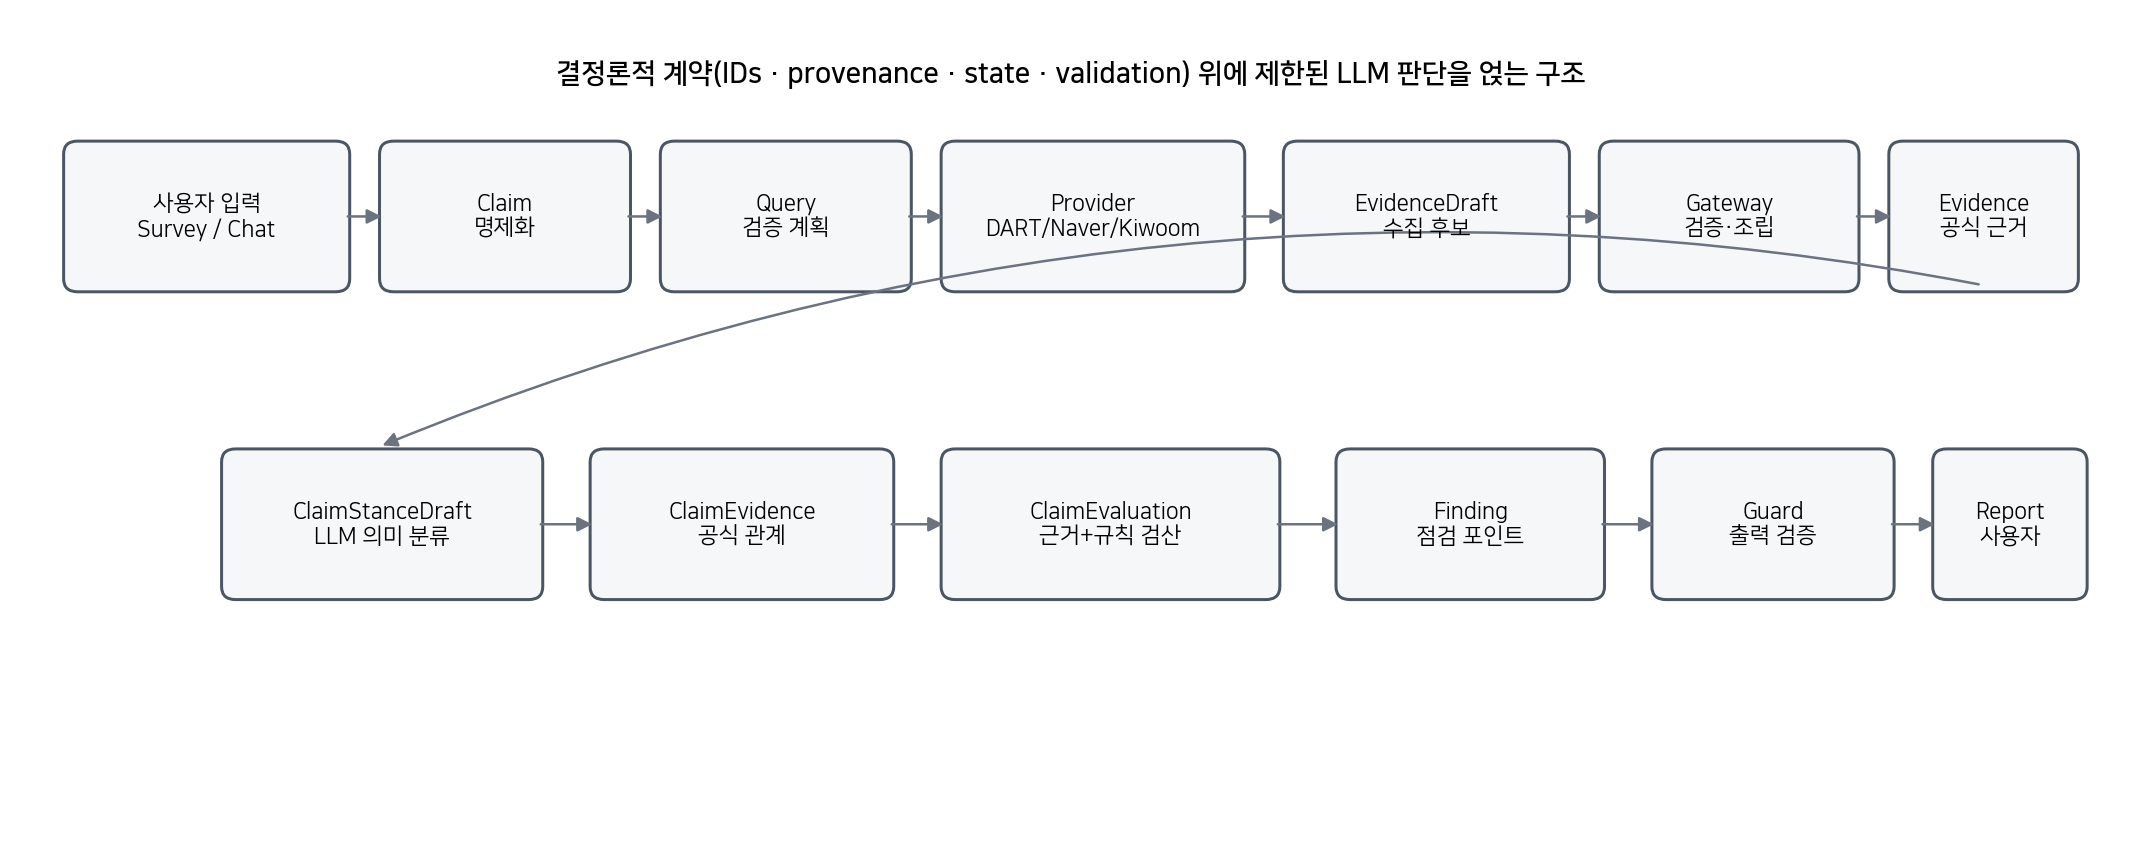 결정론적 계약(IDs · provenance · state · validation) 위에 제한된 LLM 판단을 얹는 구조
사용자 입력
Survey / Chat
Claim
명제화
Query
검증 계획
Provider
DART/Naver/Kiwoom
EvidenceDraft
수집 후보
Gateway
검증·조립
Evidence
공식 근거
ClaimStanceDraft
LLM 의미 분류
ClaimEvidence
공식 관계
ClaimEvaluation
근거+규칙 검산
Finding
점검 포인트
Guard
출력 검증
Report
사용자